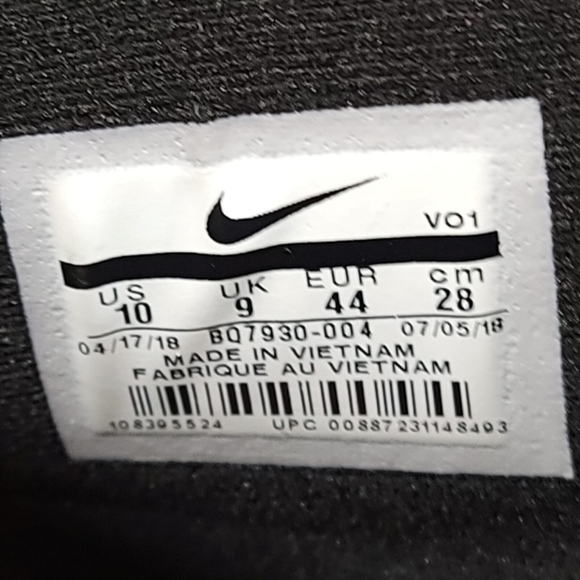 VO1
US UK EUR cm
10 9 44 28
04/17/18 BQ7930-004 07/05/18
MADE IN VIETNAM
FABRIQUE AU VIETNAM
108395524 UPC 00887231148493